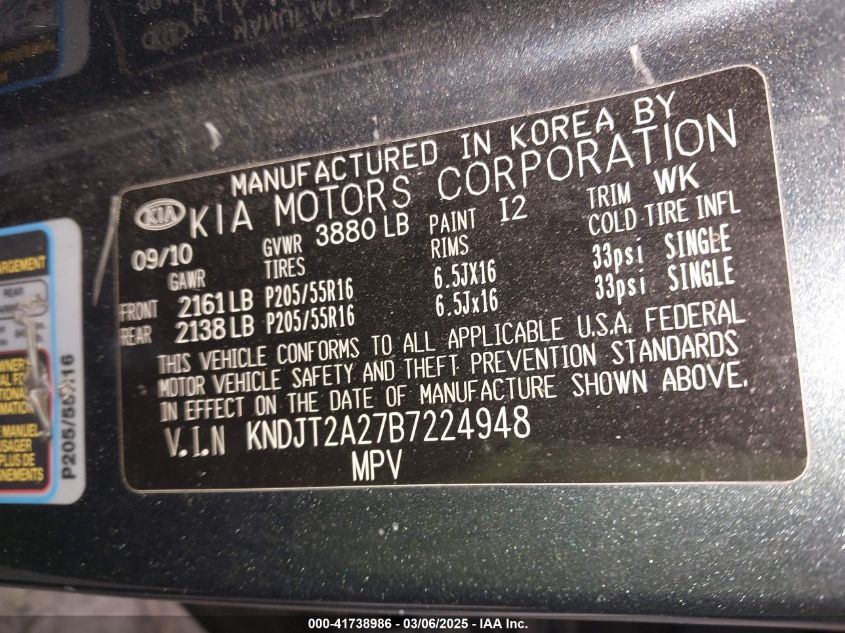 MANUFACTURED IN KOREA BY
KIA KIA MOTORS CORPORATION
09/10 GVWR 3880 LB PAINT I2 TRIM WK
GAWR TIRES RIMS COLD TIRE INFL
FRONT 2161 LB P205/55R16 6.5JX16 33psi SINGLE
REAR 2138 LB P205/55R16 6.5Jx16 33psi SINGLE
THIS VEHICLE CONFORMS TO ALL APPLICABLE U.S.A. FEDERAL
MOTOR VEHICLE SAFETY AND THEFT PREVENTION STANDARDS
IN EFFECT ON THE DATE OF MANUFACTURE SHOWN ABOVE.
V.I.N KNDJT2A27B7224948
MPV
REAR
000-41738986 - 03/06/2025 - IAA Inc.